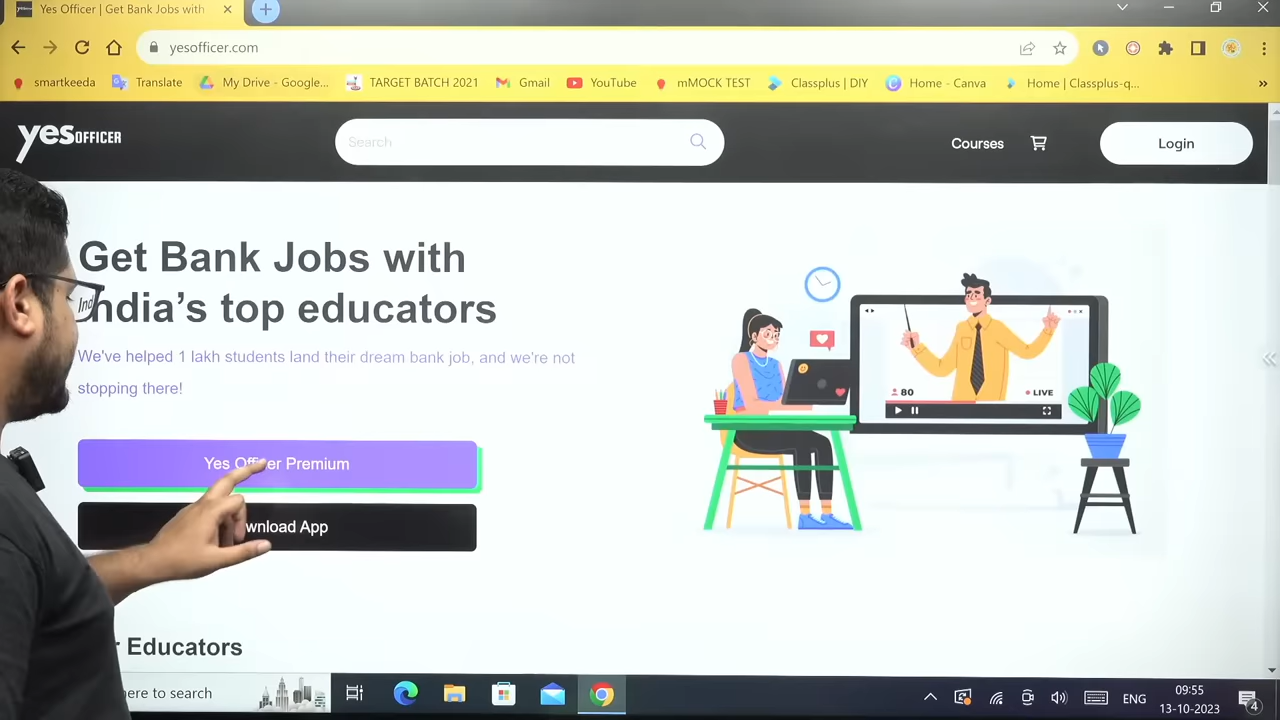 Yes Officer | Get Bank Jobs with
yesofficer.com
smartkeeda
Translate
My Drive - Google...
TARGET BATCH 2021
Gmail
YouTube
mMOCK TEST
Classplus | DIY
Home - Canva
Home | Classplus-q...
yes OFFICER
Search
Courses
Login
Get Bank Jobs with
India's top educators
We've helped 1 lakh students land their dream bank job, and we're not
stopping there!
80
LIVE
Yes Officer Premium
wnload App
Educators
here to search
ENG
09:55
13-10-2023
4